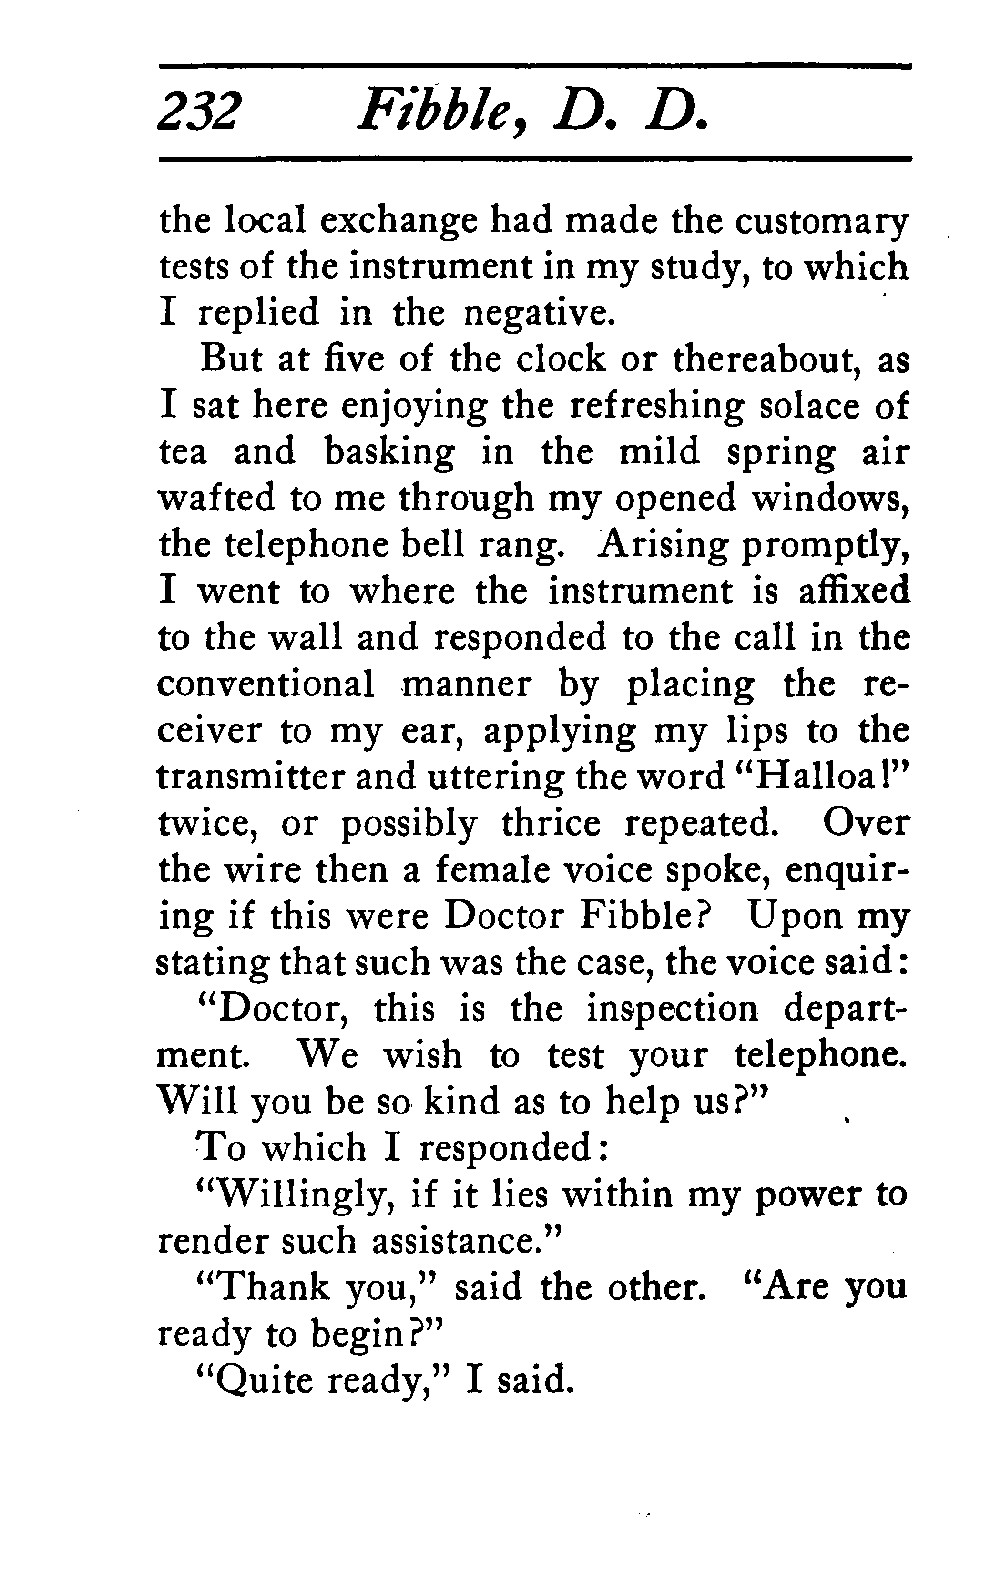 232 Fibble, D. D.
the local exchange had made the customary
tests of the instrument in my study, to which
I replied in the negative.
But at five of the clock or thereabout, as
I sat here enjoying the refreshing solace of
tea and basking in the mild spring air
wafted to me through my opened windows,
the telephone bell rang. Arising promptly,
I went to where the instrument is affixed
to the wall and responded to the call in the
conventional manner by placing the re-
ceiver to my ear, applying my lips to the
transmitter and uttering the word “Halloa!”
twice, or possibly thrice repeated. Over
the wire then a female voice spoke, enquir-
ing if this were Doctor Fibble? Upon my
stating that such was the case, the voice said:
“Doctor, this is the inspection depart-
ment. We wish to test your telephone.
Will you be so kind as to help us?”
To which I responded:
“Willingly, if it lies within my power to
render such assistance.”
“Thank you,” said the other. “Are you
ready to begin?”
“Quite ready,” I said.